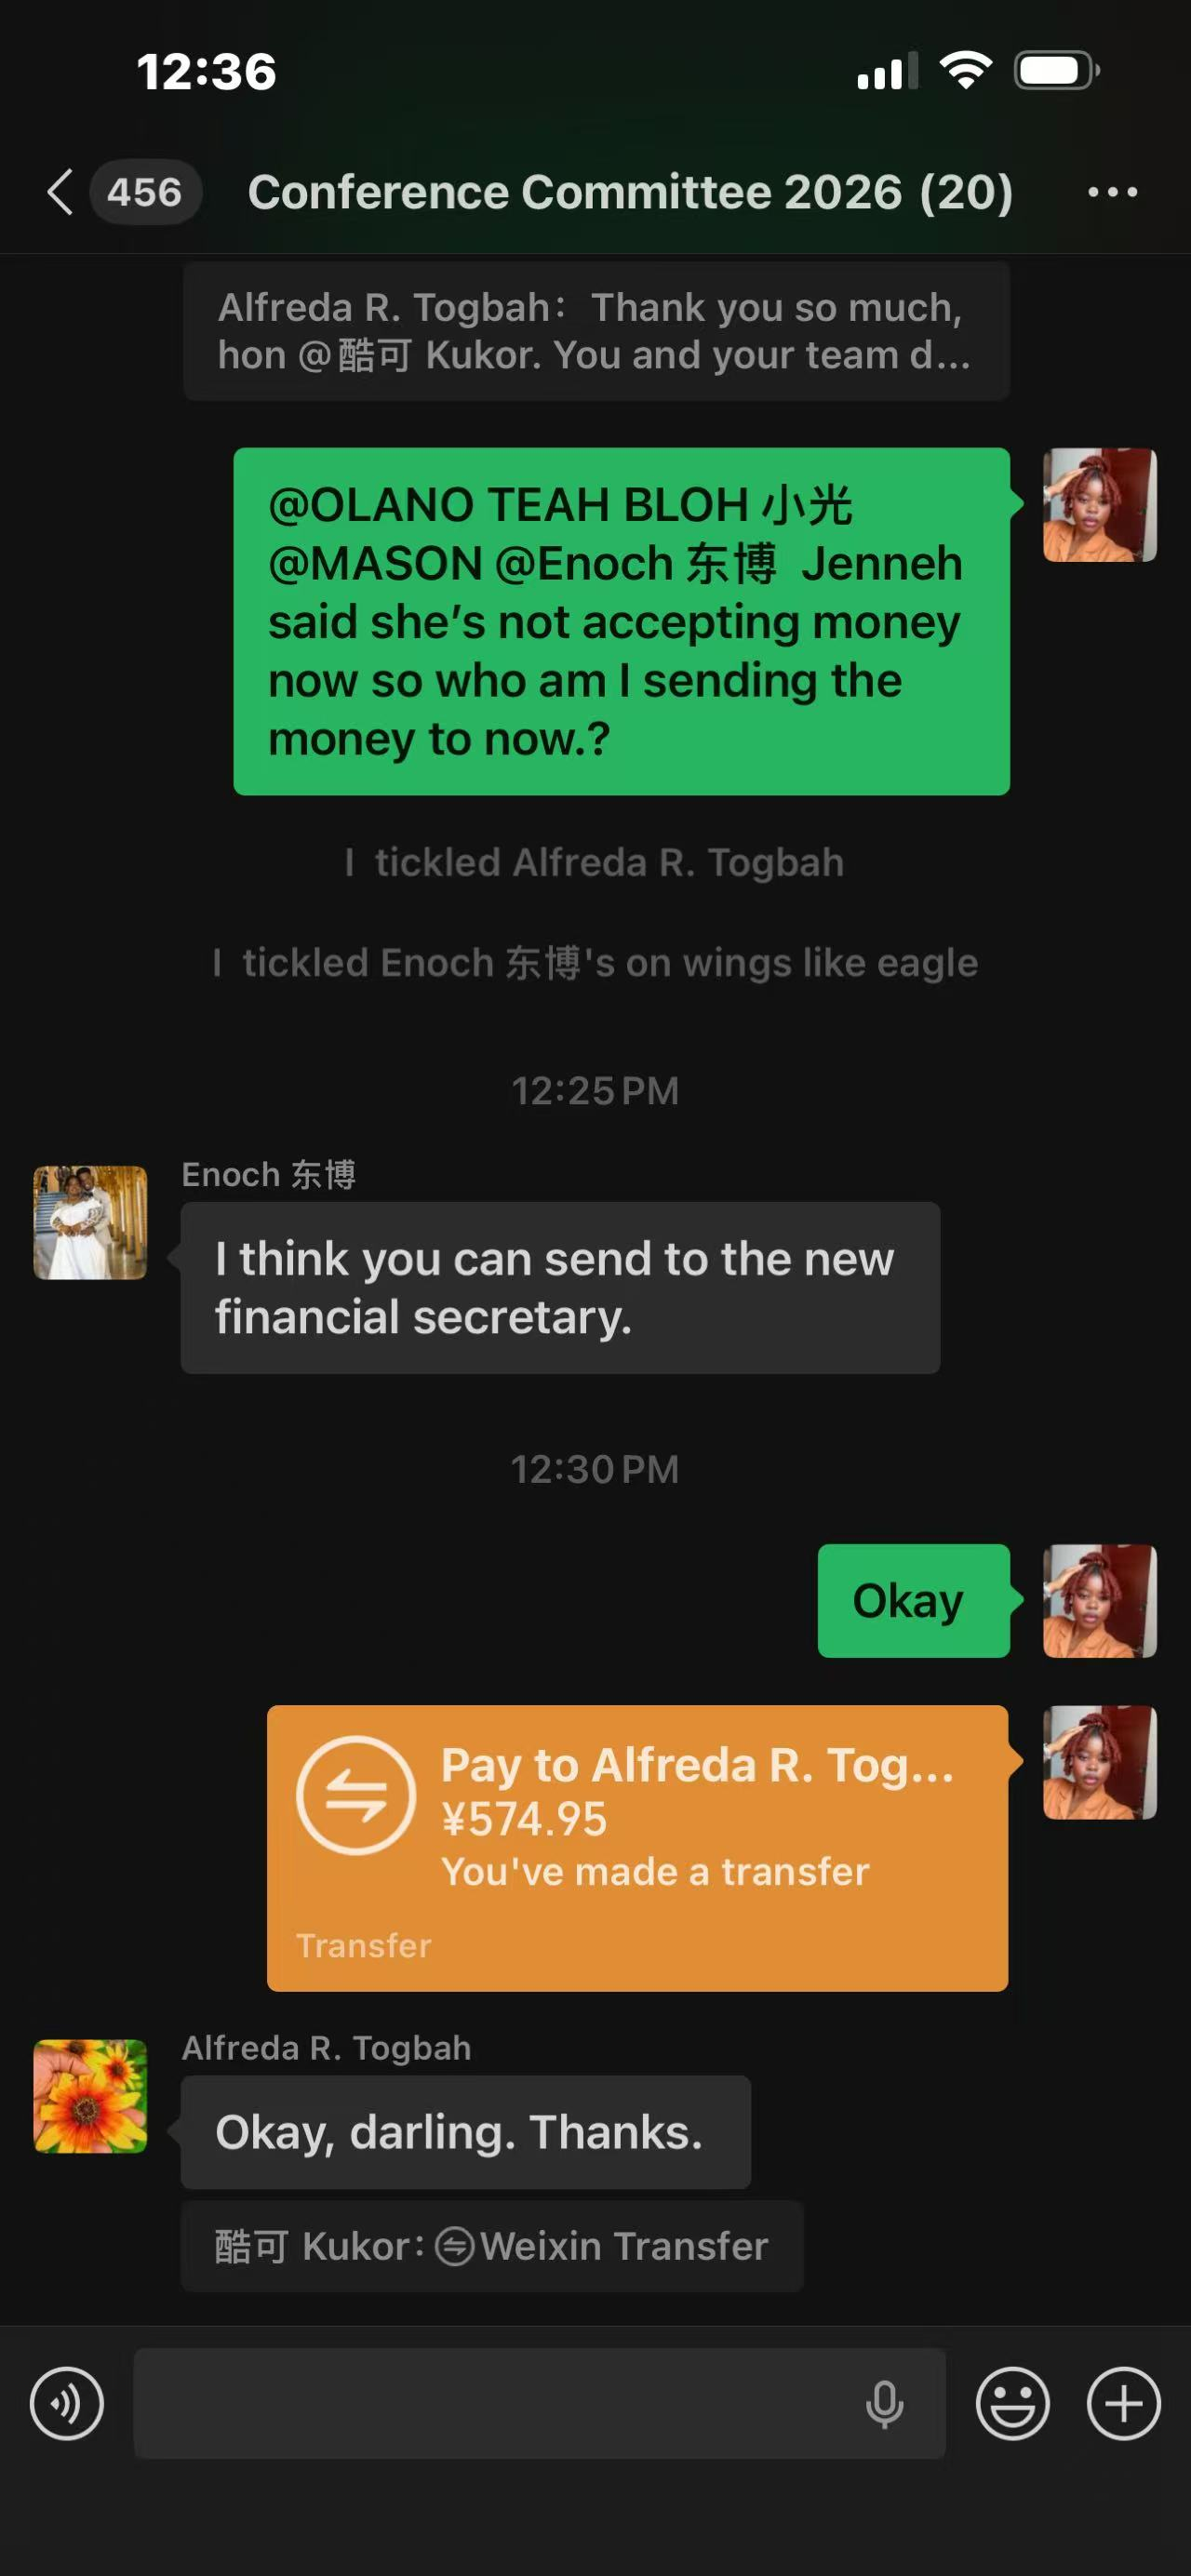 12:36
456
Conference Committee 2026 (20)
Alfreda R. Togbah: Thank you so much,
hon @酷可 Kukor. You and your team d...
@OLANO TEAH BLOH 小光
@MASON @Enoch 东博 Jenneh
said she’s not accepting money
now so who am I sending the
money to now.?
I tickled Alfreda R. Togbah
I tickled Enoch 东博's on wings like eagle
12:25 PM
Enoch 东博
I think you can send to the new
financial secretary.
12:30 PM
Okay
Pay to Alfreda R. Tog...
¥574.95
You've made a transfer
Transfer
Alfreda R. Togbah
Okay, darling. Thanks.
酷可 Kukor: Weixin Transfer